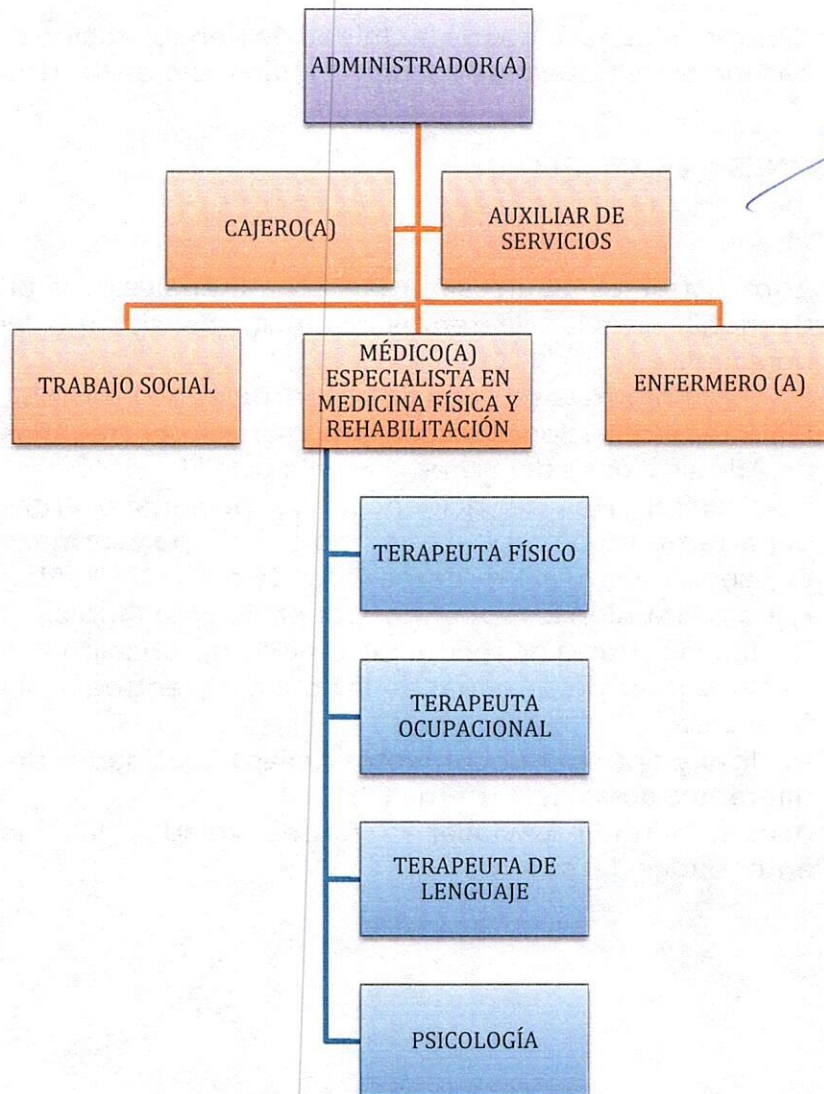 ADMINISTRADOR(A)
CAJERO(A)
AUXILIAR DE
SERVICIOS
TRABAJO SOCIAL
MÉDICO(A)
ESPECIALISTA EN
MEDICINA FÍSICA Y
REHABILITACIÓN
ENFERMERO (A)
TERAPEUTA FÍSICO
TERAPEUTA
OCUPACIONAL
TERAPEUTA DE
LENGUAJE
PSICOLOGÍA